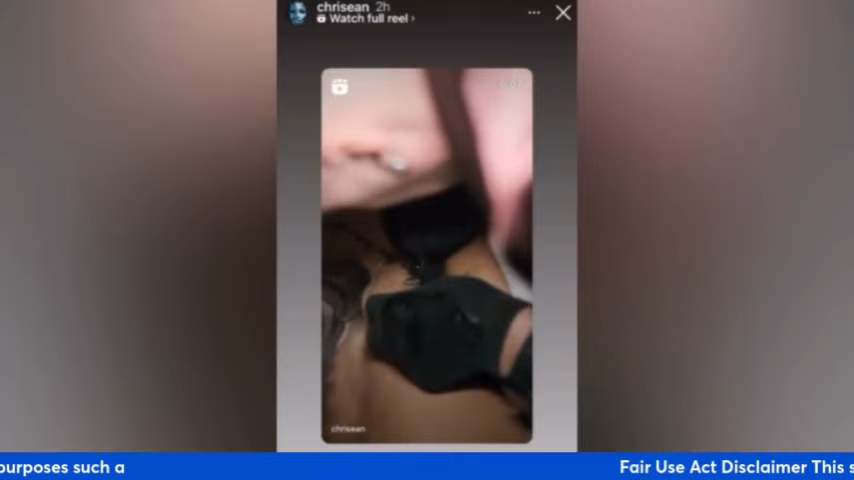 chrisean 2h
Watch full reel ›
chrisean
purposes such a
Fair Use Act Disclaimer This s